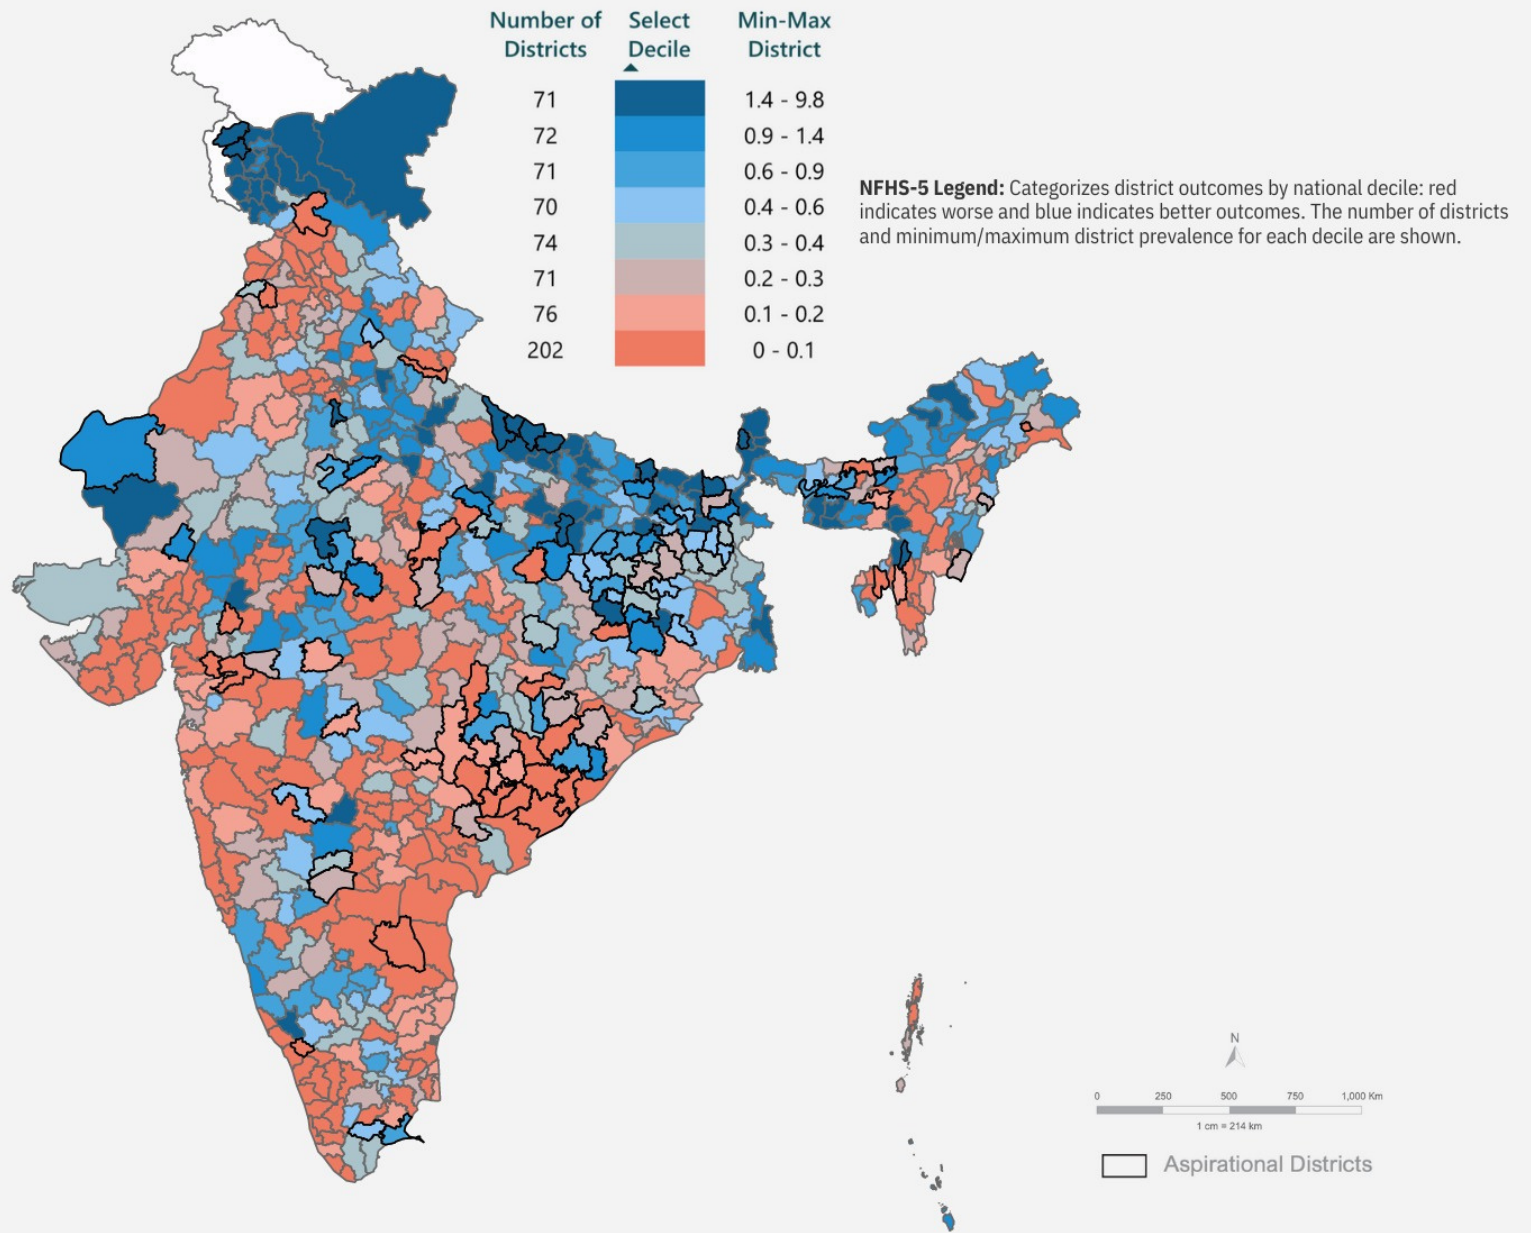 Number of Districts
Select Decile
Min-Max District
71 1.4 - 9.8
72 0.9 - 1.4
71 0.6 - 0.9
70 0.4 - 0.6
74 0.3 - 0.4
71 0.2 - 0.3
76 0.1 - 0.2
202 0 - 0.1
NFHS-5 Legend: Categorizes district outcomes by national decile: red
indicates worse and blue indicates better outcomes. The number of districts
and minimum/maximum district prevalence for each decile are shown.
N
0 250 500 750 1,000 Km
1 cm = 214 km
Aspirational Districts